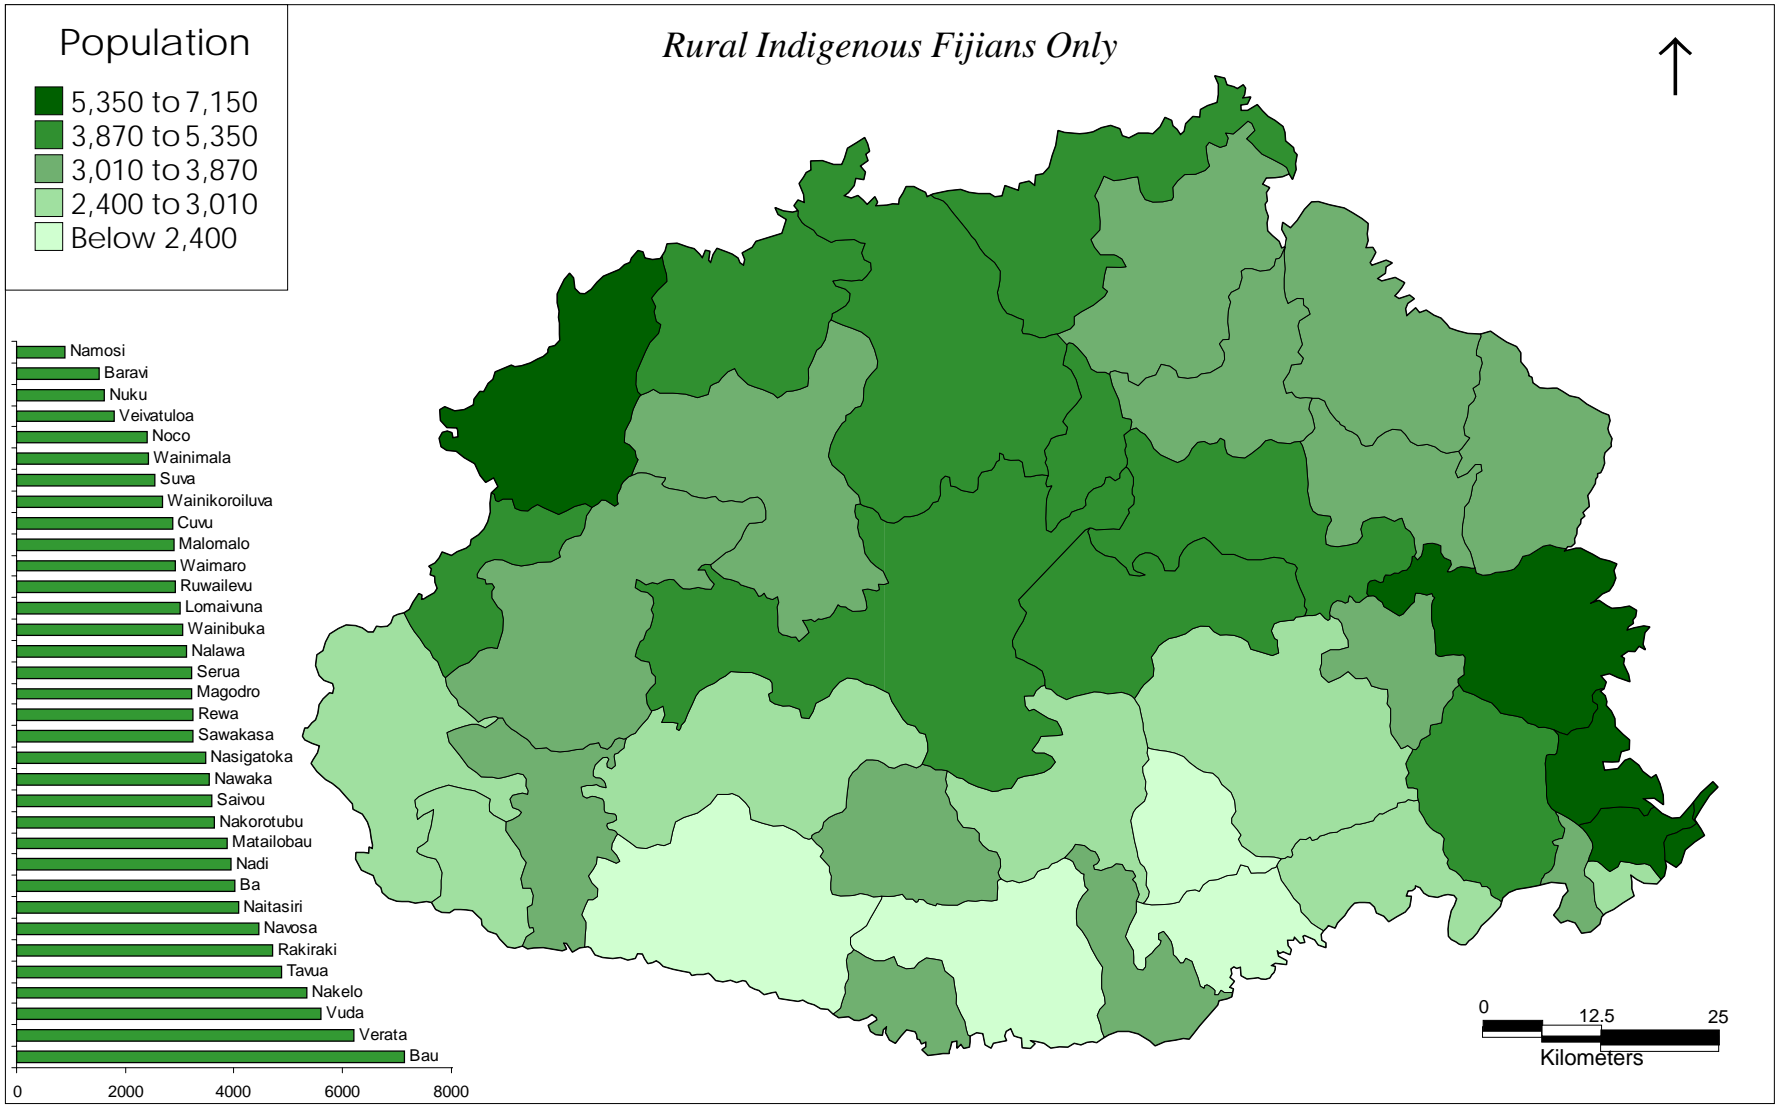 Population
5,350 to 7,150
3,870 to 5,350
3,010 to 3,870
2,400 to 3,010
Below 2,400
Rural Indigenous Fijians Only
Namosi
Baravi
Nuku
Veivatuloa
Noco
Wainimala
Suva
Wainikoroiluva
Cuvu
Malomalo
Waimaro
Ruwailevu
Lomaivuna
Wainibuka
Nalawa
Serua
Magodro
Rewa
Sawakasa
Nasigatoka
Nawaka
Saivou
Nakorotubu
Matailobau
Nadi
Ba
Naitasiri
Navosa
Rakiraki
Tavua
Nakelo
Vuda
Verata
Bau
0 2000 4000 6000 8000
0 12.5 25
Kilometers